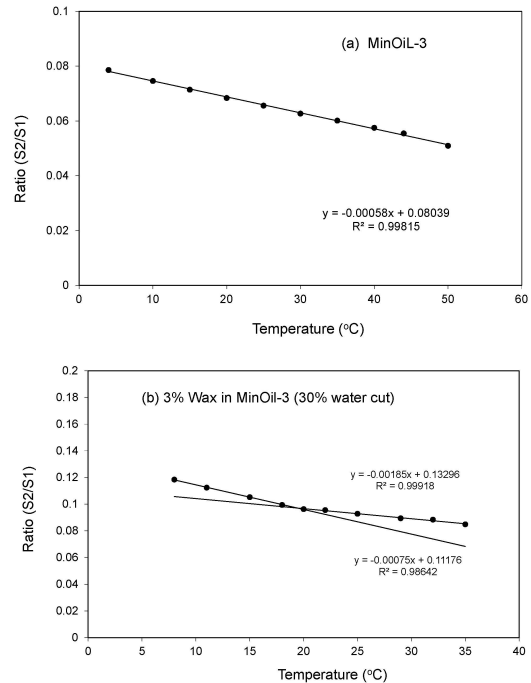 0.1
(a) MinOiL-3
0.08
0.06
0.04
0.02
0
Ratio (S2/S1)
y = -0.00058x + 0.08039
R² = 0.99815
0 10 20 30 40 50 60
Temperature (°C)
0.2
0.18
0.16
0.14
0.12
0.1
0.08
0.06
0.04
0.02
0
Ratio (S2/S1)
(b) 3% Wax in MinOil-3 (30% water cut)
y = -0.00185x + 0.13296
R² = 0.99918
y = -0.00075x + 0.11176
R² = 0.98642
0 5 10 15 20 25 30 35 40
Temperature (°C)